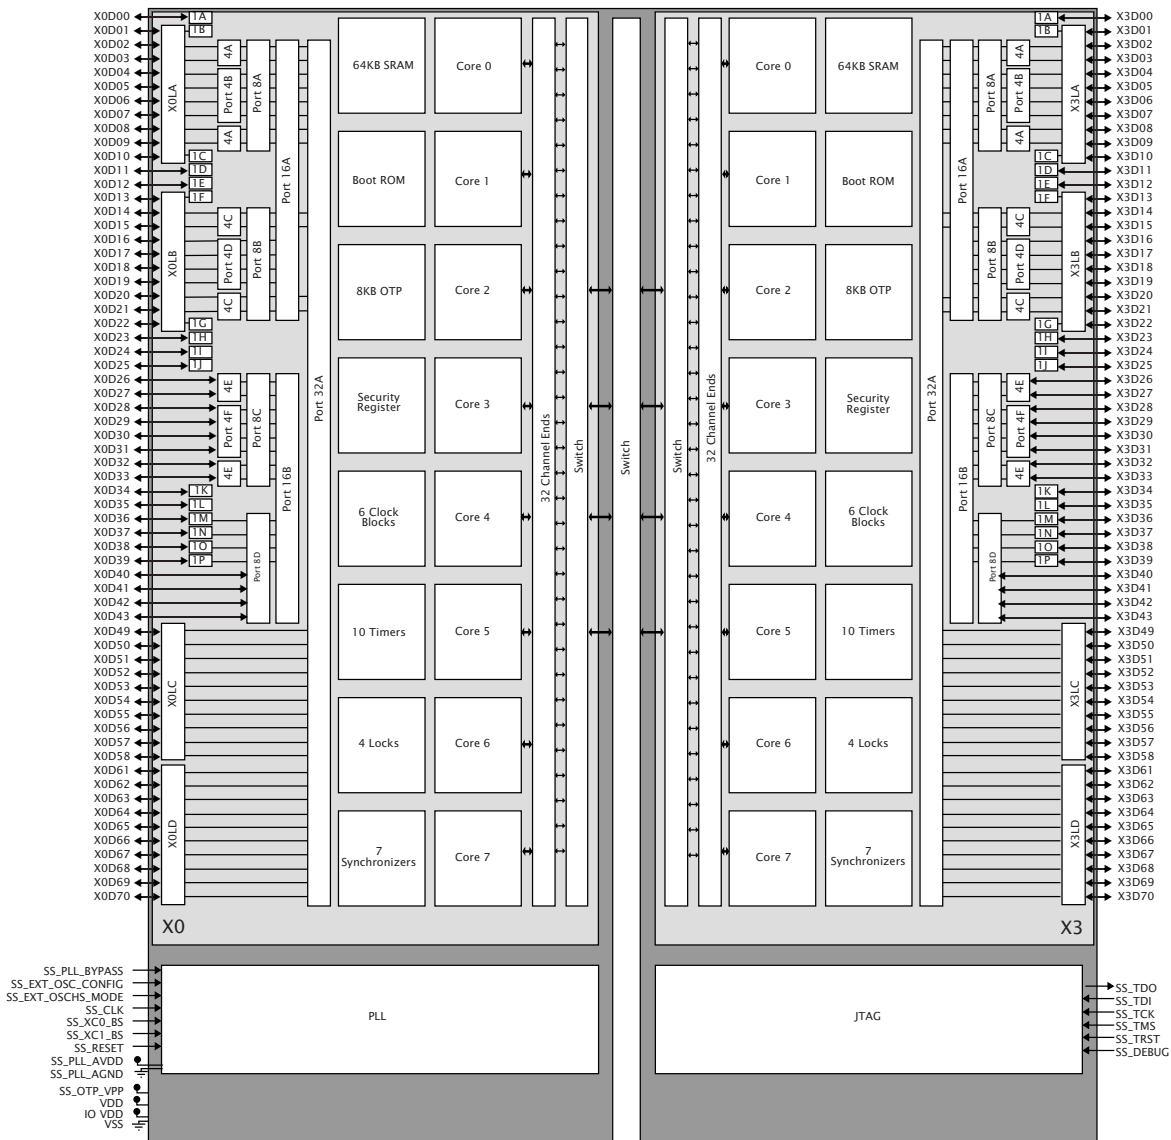 X0D00
X0D01
X0D02
X0D03
X0D04
X0D05
X0D06
X0D07
X0D08
X0D09
X0D10
X0D11
X0D12
X0D13
X0D14
X0D15
X0D16
X0D17
X0D18
X0D19
X0D20
X0D21
X0D22
X0D23
X0D24
X0D25
X0D26
X0D27
X0D28
X0D29
X0D30
X0D31
X0D32
X0D33
X0D34
X0D35
X0D36
X0D37
X0D38
X0D39
X0D40
X0D41
X0D42
X0D43
X0D49
X0D50
X0D51
X0D52
X0D53
X0D54
X0D55
X0D56
X0D57
X0D58
X0D61
X0D62
X0D63
X0D64
X0D65
X0D66
X0D67
X0D68
X0D69
X0D70
X0LA
X0LB
X0LC
X0LD
1A
1B
1C
1D
1E
1F
1G
1H
1I
1J
1K
1L
1M
1N
1O
1P
4A
Port 4B
4A
4C
Port 4D
4C
4E
Port 4F
4E
Port 8A
Port 8B
Port 8C
Port 8D
Port 16A
Port 16B
Port 32A
64KB SRAM
Boot ROM
8KB OTP
Security
Register
6 Clock
Blocks
10 Timers
4 Locks
7
Synchronizers
Core 0
Core 1
Core 2
Core 3
Core 4
Core 5
Core 6
Core 7
32 Channel Ends
Switch
Switch
Switch
32 Channel Ends
Core 0
Core 1
Core 2
Core 3
Core 4
Core 5
Core 6
Core 7
64KB SRAM
Boot ROM
8KB OTP
Security
Register
6 Clock
Blocks
10 Timers
4 Locks
7
Synchronizers
Port 32A
Port 16A
Port 16B
Port 8A
Port 8B
Port 8C
Port 8D
4A
Port 4B
4A
4C
Port 4D
4C
4E
Port 4F
4E
1A
1B
1C
1D
1E
1F
1G
1H
1I
1J
1K
1L
1M
1N
1O
1P
X3LA
X3LB
X3LC
X3LD
X3D00
X3D01
X3D02
X3D03
X3D04
X3D05
X3D06
X3D07
X3D08
X3D09
X3D10
X3D11
X3D12
X3D13
X3D14
X3D15
X3D16
X3D17
X3D18
X3D19
X3D20
X3D21
X3D22
X3D23
X3D24
X3D25
X3D26
X3D27
X3D28
X3D29
X3D30
X3D31
X3D32
X3D33
X3D34
X3D35
X3D36
X3D37
X3D38
X3D39
X3D40
X3D41
X3D42
X3D43
X3D49
X3D50
X3D51
X3D52
X3D53
X3D54
X3D55
X3D56
X3D57
X3D58
X3D61
X3D62
X3D63
X3D64
X3D65
X3D66
X3D67
X3D68
X3D69
X3D70
X0
X3
SS_PLL_BYPASS
SS_EXT_OSC_CONFIG
SS_EXT_OSCHS_MODE
SS_CLK
SS_XC0_BS
SS_XC1_BS
SS_RESET
SS_PLL_AVDD
SS_PLL_AGND
SS_OTP_VPP
VDD
IO VDD
VSS
PLL
JTAG
SS_TDO
SS_TDI
SS_TCK
SS_TMS
SS_TRST
SS_DEBUG